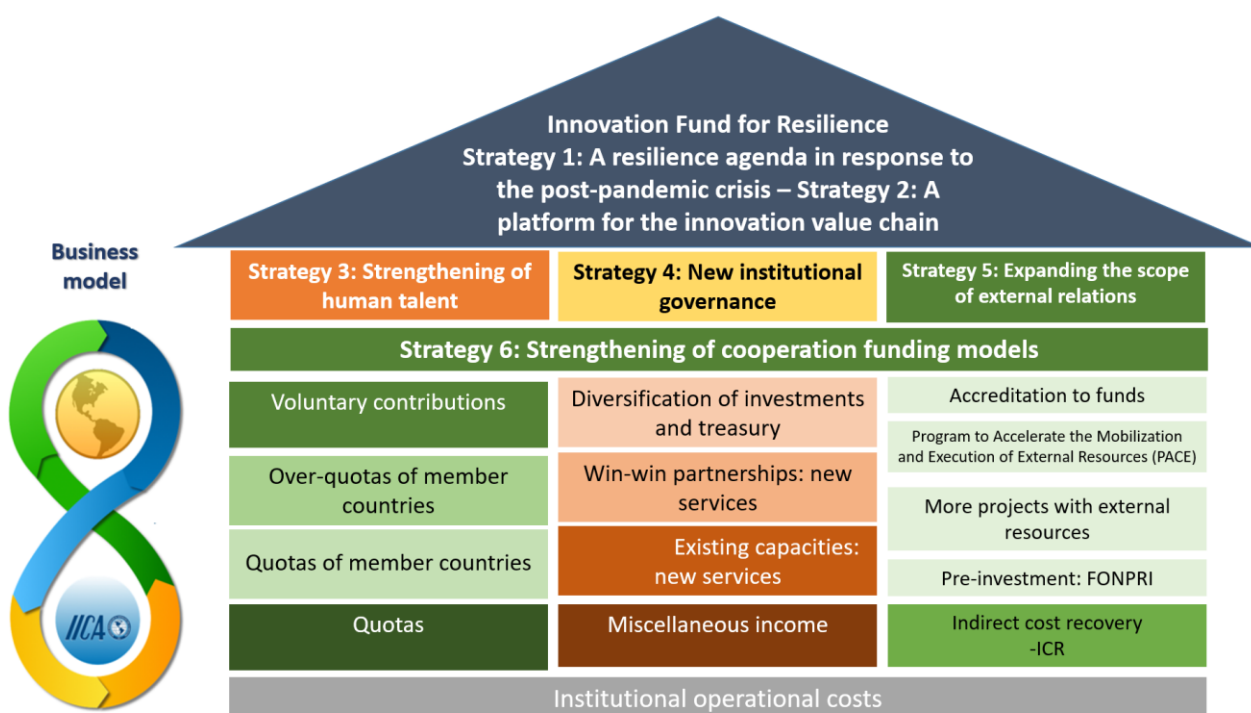 Innovation Fund for Resilience
Strategy 1: A resilience agenda in response to
the post-pandemic crisis – Strategy 2: A
platform for the innovation value chain
Business
model
Strategy 3: Strengthening of
human talent
Strategy 4: New institutional
governance
Strategy 5: Expanding the scope
of external relations
Strategy 6: Strengthening of cooperation funding models
Voluntary contributions
Diversification of investments
and treasury
Accreditation to funds
Program to Accelerate the Mobilization
and Execution of External Resources (PACE)
Over-quotas of member
countries
Win-win partnerships: new
services
More projects with external
resources
Quotas of member countries
Existing capacities:
new services
Pre-investment: FONPRI
IICA
Quotas
Miscellaneous income
Indirect cost recovery
-ICR
Institutional operational costs